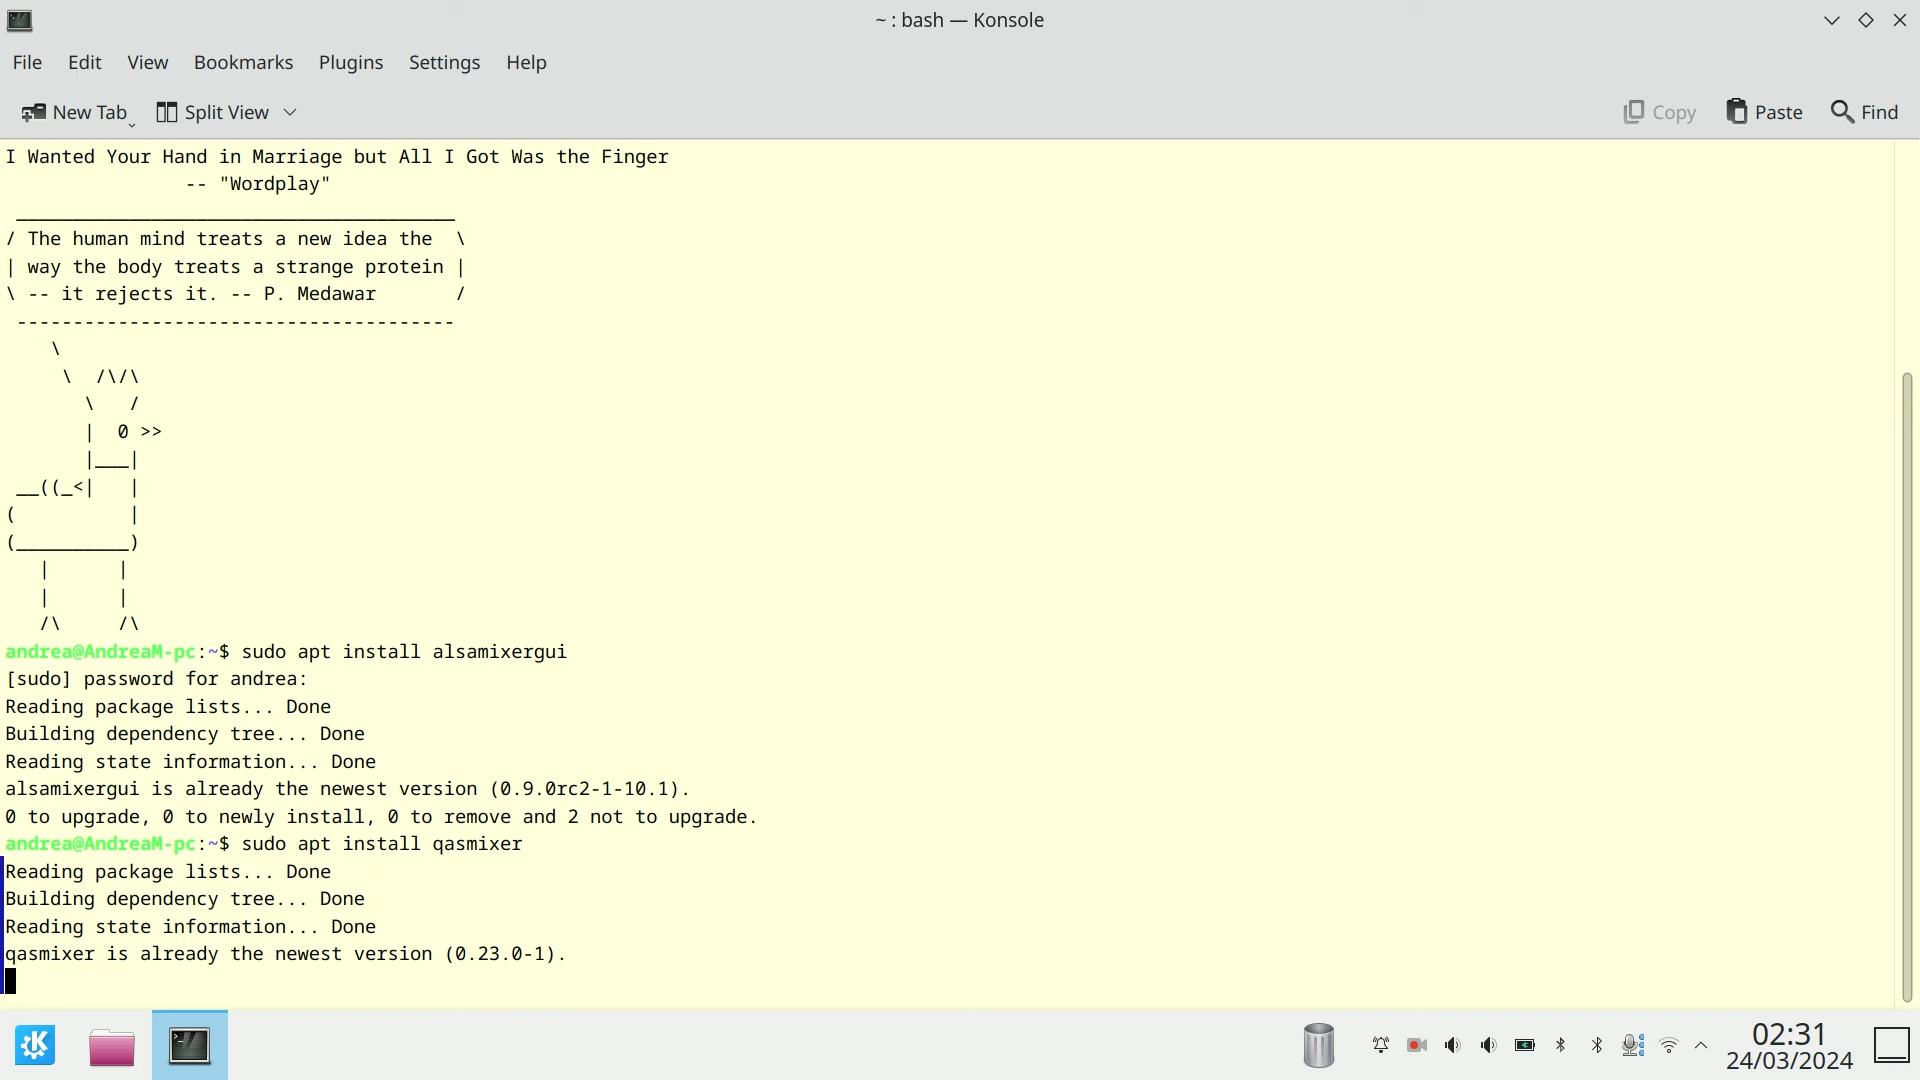 ~ : bash — Konsole
File Edit View Bookmarks Plugins Settings Help
New Tab Split View Copy Paste Find
I Wanted Your Hand in Marriage but All I Got Was the Finger
                -- "Wordplay"
 _______________________________________
/ The human mind treats a new idea the  \
| way the body treats a strange protein |
\ -- it rejects it. -- P. Medawar       /
 ---------------------------------------
    \
     \  /\/\
       \   /
       |  0 >>
       |___|
 __((_<|   |
(          |
(__________)
   |      |
   |      |
   /\     /\
andrea@AndreaM-pc:~$ sudo apt install alsamixergui
[sudo] password for andrea:
Reading package lists... Done
Building dependency tree... Done
Reading state information... Done
alsamixergui is already the newest version (0.9.0rc2-1-10.1).
0 to upgrade, 0 to newly install, 0 to remove and 2 not to upgrade.
andrea@AndreaM-pc:~$ sudo apt install qasmixer
Reading package lists... Done
Building dependency tree... Done
Reading state information... Done
qasmixer is already the newest version (0.23.0-1).
02:31
24/03/2024